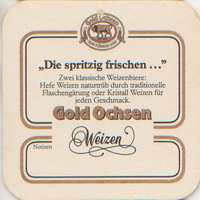 Gold Ochsen
„Die spritzig frischen ...”
Zwei klassische Weizenbiere:
Hefe Weizen naturtrüb durch traditionelle
Flaschengärung oder Kristall Weizen für
jeden Geschmack.
Gold Ochsen
Weizen
Notizen